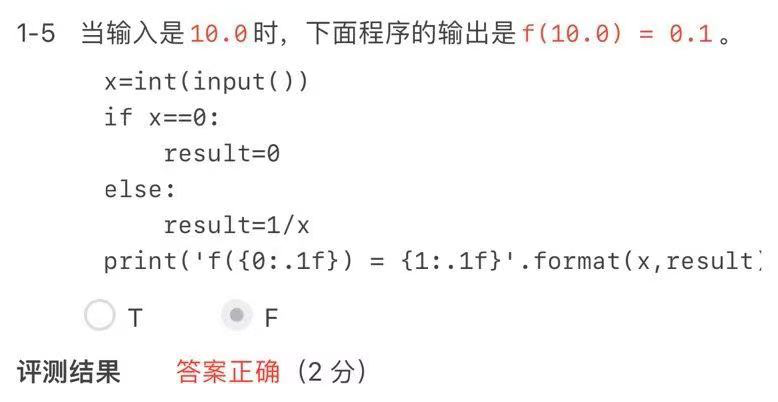 1-5 当输入是10.0时，下面程序的输出是f(10.0) = 0.1。
x=int(input())
if x==0:
    result=0
else:
    result=1/x
print('f({0:.1f}) = {1:.1f}'.format(x,result)
T F
评测结果 答案正确（2 分）